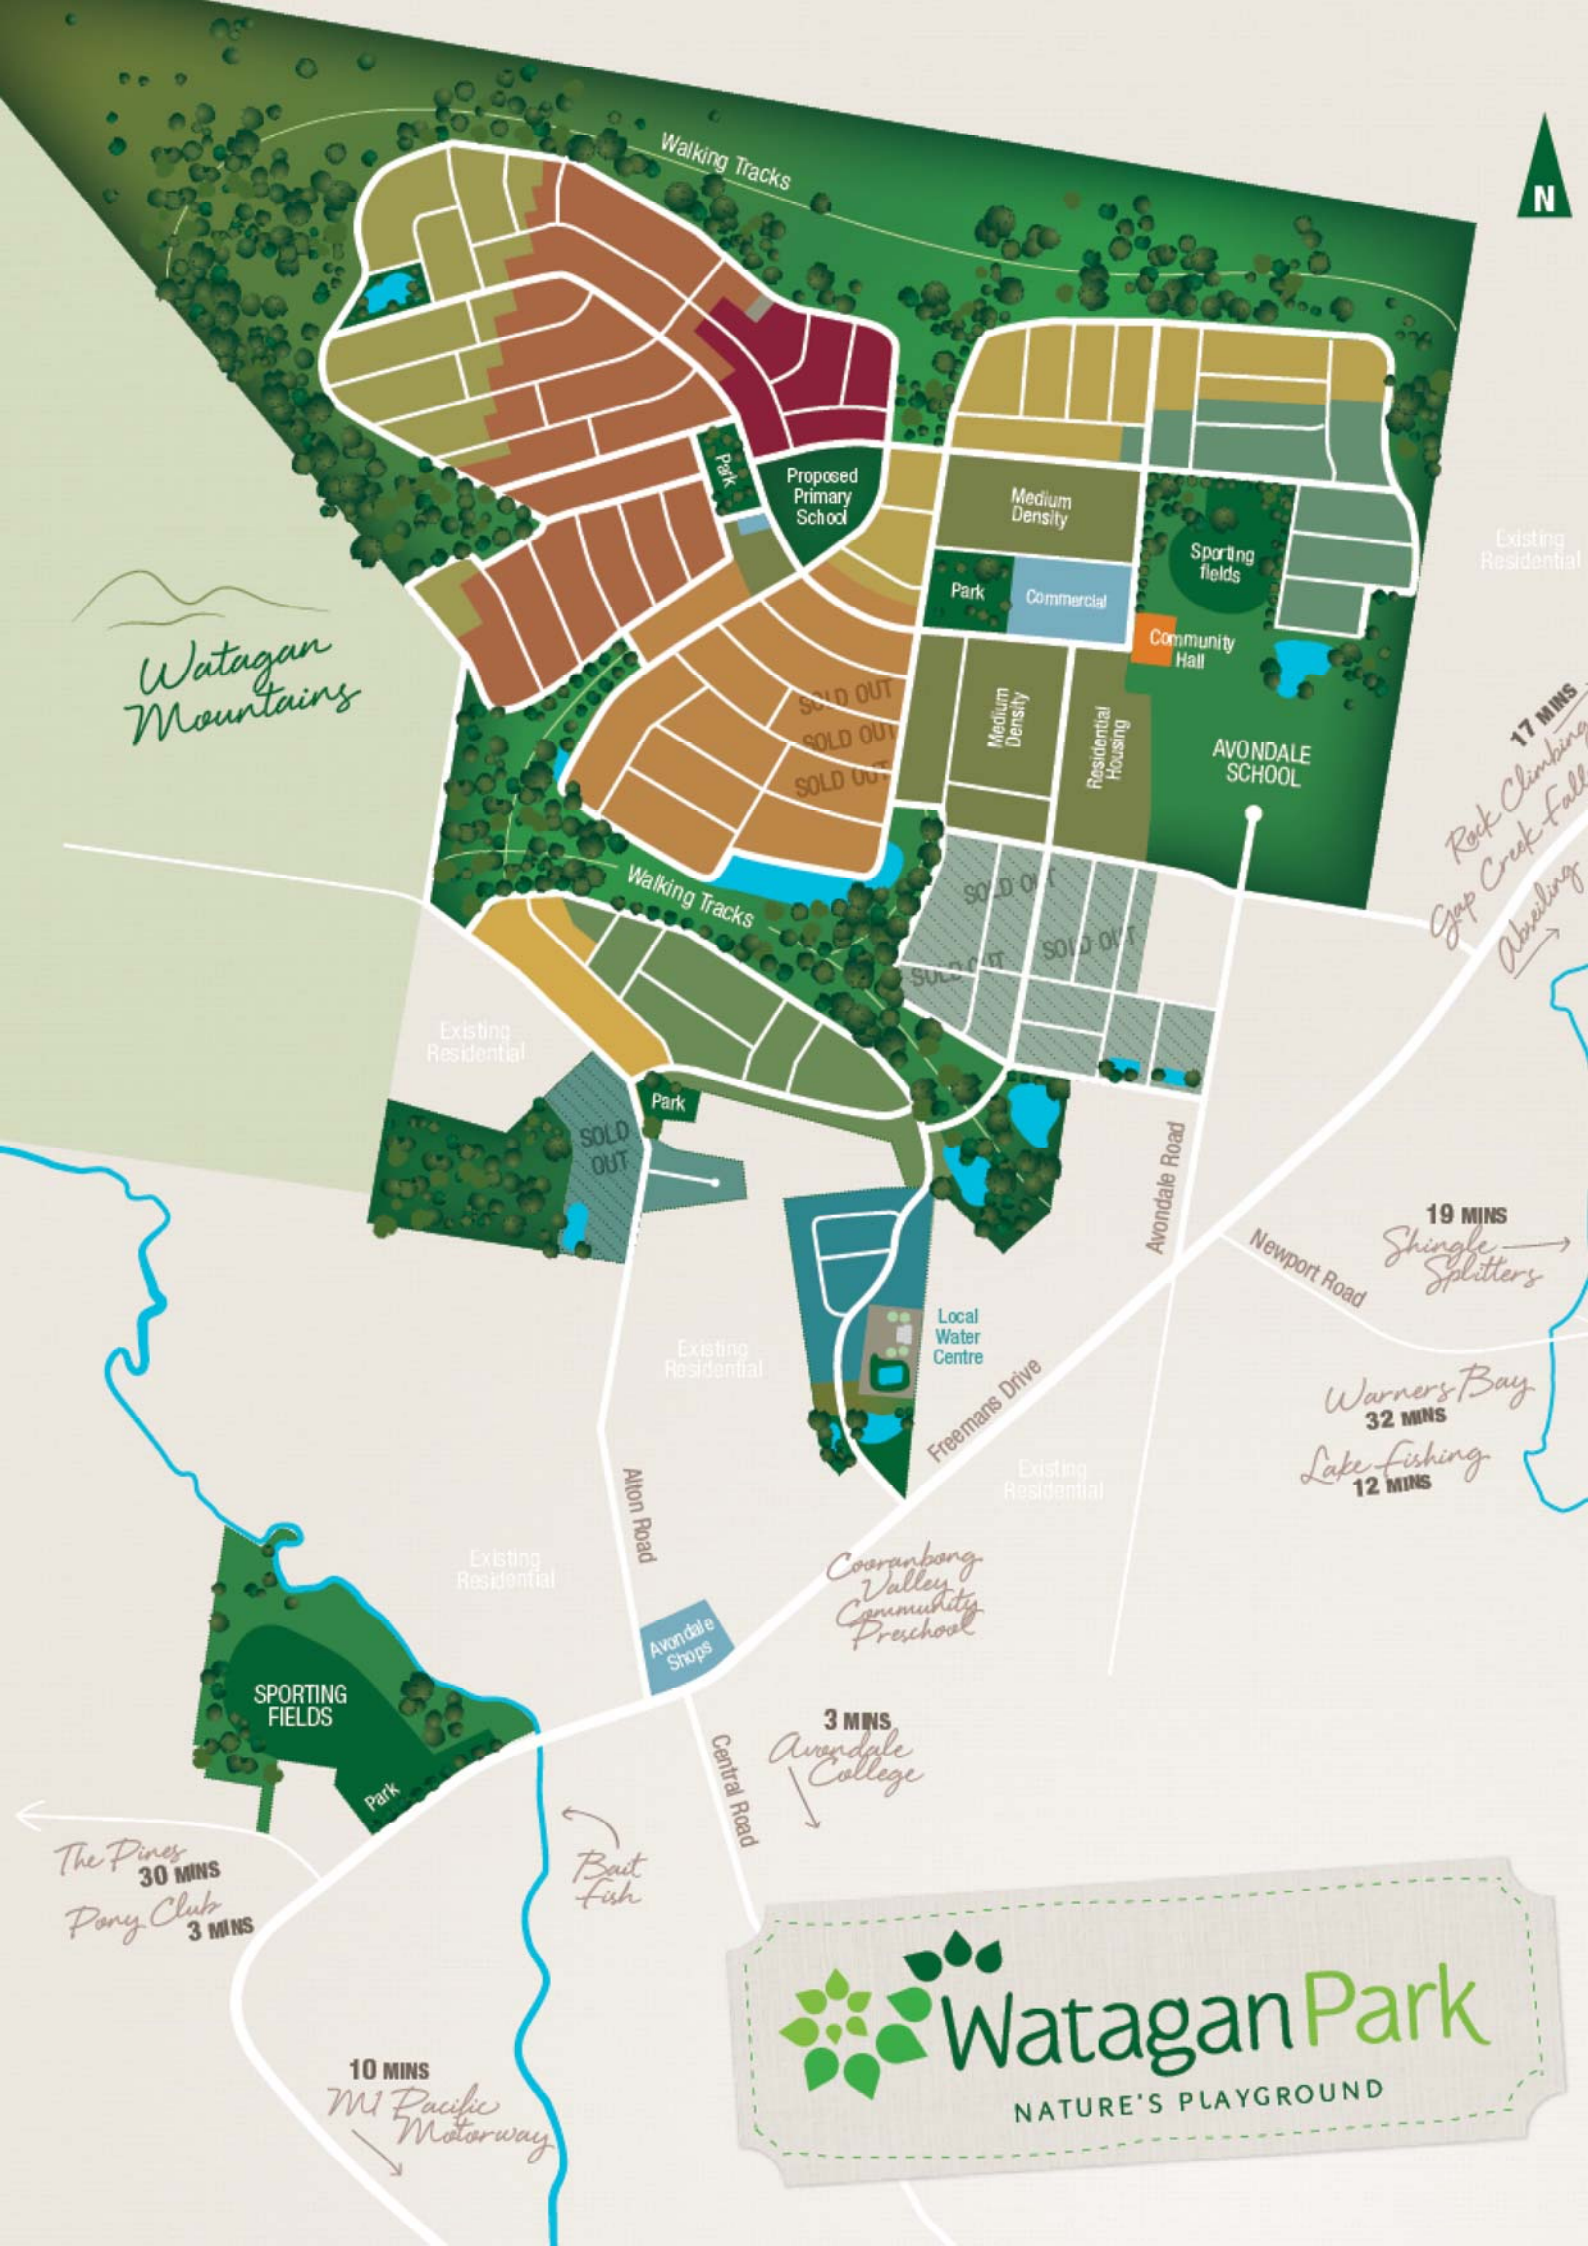 Walking Tracks
N
Park
Proposed
Primary
School
Medium
Density
Sporting
fields
Existing
Residential
Park
Commercial
Community
Hall
Watagan
Mountains
SOLD OUT
SOLD OUT
SOLD OUT
Medium
Density
Residential
Housing
AVONDALE
SCHOOL
17 MINS
Rock Climbing
Gap Creek Fall
Abseiling
Walking Tracks
SOLD OUT
SOLD OUT
SOLD OUT
Existing
Residential
Park
SOLD
OUT
Avondale Road
19 MINS
Shingle
Splitters
Newport Road
Local
Water
Centre
Existing
Residential
Freemans Drive
Warners Bay
32 MINS
Lake Fishing
12 MINS
Existing
Residential
Alton Road
Existing
Residential
Cooranbong
Valley
Community
Preschool
Avondale
Shops
SPORTING
FIELDS
Park
3 MINS
Avondale
College
Central Road
The Pines
30 MINS
Pony Club
3 MINS
Bait
Fish
WataganPark
NATURE'S PLAYGROUND
10 MINS
M1 Pacific
Motorway